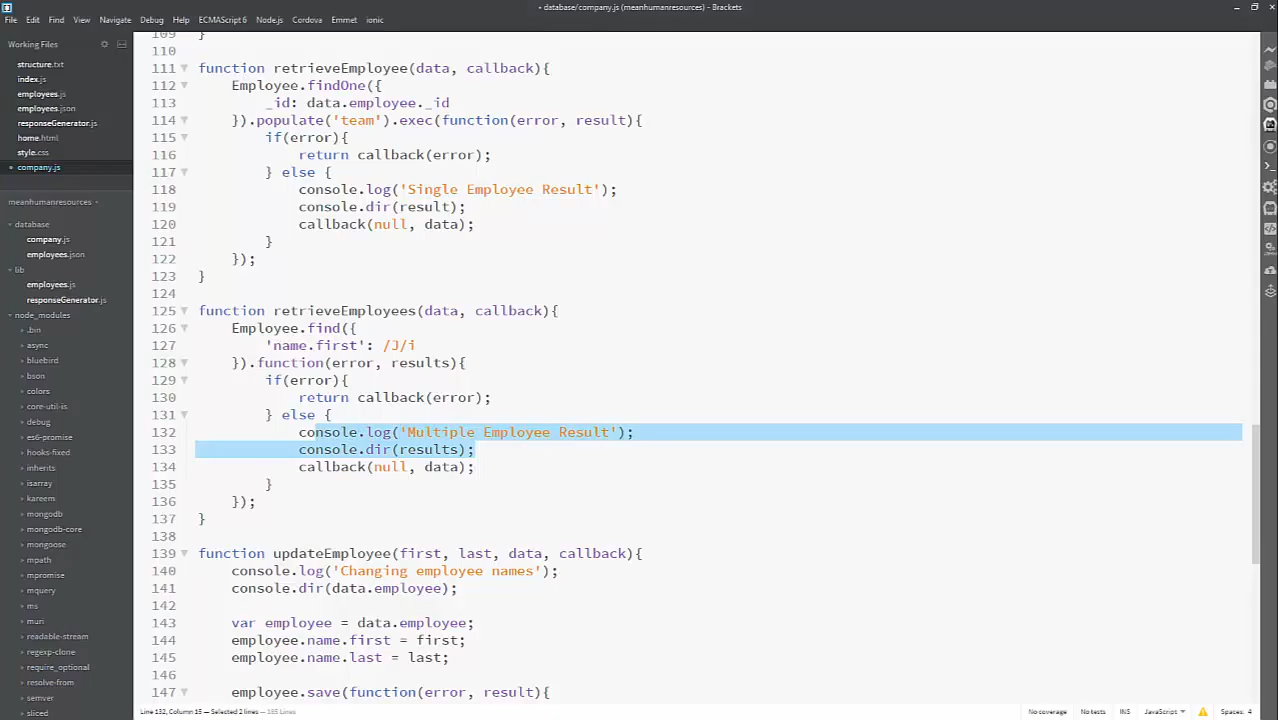 • database/company.js (meanhumanresources) - Brackets
File Edit Find View Navigate Debug Help ECMAScript 6 Node.js Cordova Emmet ionic
Working Files
structure.txt
index.js
employees.js
employees.json
responseGenerator.js
home.html
style.css
• company.js
meanhumanresources
database
company.js
employees.json
lib
employees.js
responseGenerator.js
node_modules
.bin
async
bluebird
bson
colors
core-util-is
debug
es6-promise
hooks-fixed
inherits
isarray
kareem
mongodb
mongodb-core
mongoose
mpath
mpromise
mquery
ms
muri
readable-stream
regexp-clone
require_optional
resolve-from
semver
sliced
109 }
110
111 function retrieveEmployee(data, callback){
112 Employee.findOne({
113 _id: data.employee._id
114 }).populate('team').exec(function(error, result){
115 if(error){
116 return callback(error);
117 } else {
118 console.log('Single Employee Result');
119 console.dir(result);
120 callback(null, data);
121 }
122 });
123 }
124
125 function retrieveEmployees(data, callback){
126 Employee.find({
127 'name.first': /J/i
128 }).function(error, results){
129 if(error){
130 return callback(error);
131 } else {
132 console.log('Multiple Employee Result');
133 console.dir(results);
134 callback(null, data);
135 }
136 });
137 }
138
139 function updateEmployee(first, last, data, callback){
140 console.log('Changing employee names');
141 console.dir(data.employee);
142
143 var employee = data.employee;
144 employee.name.first = first;
145 employee.name.last = last;
146
147 employee.save(function(error, result){
Line 132, Column 15 — Selected 2 lines — 185 Lines
No coverage No tests INS JavaScript Spaces: 4